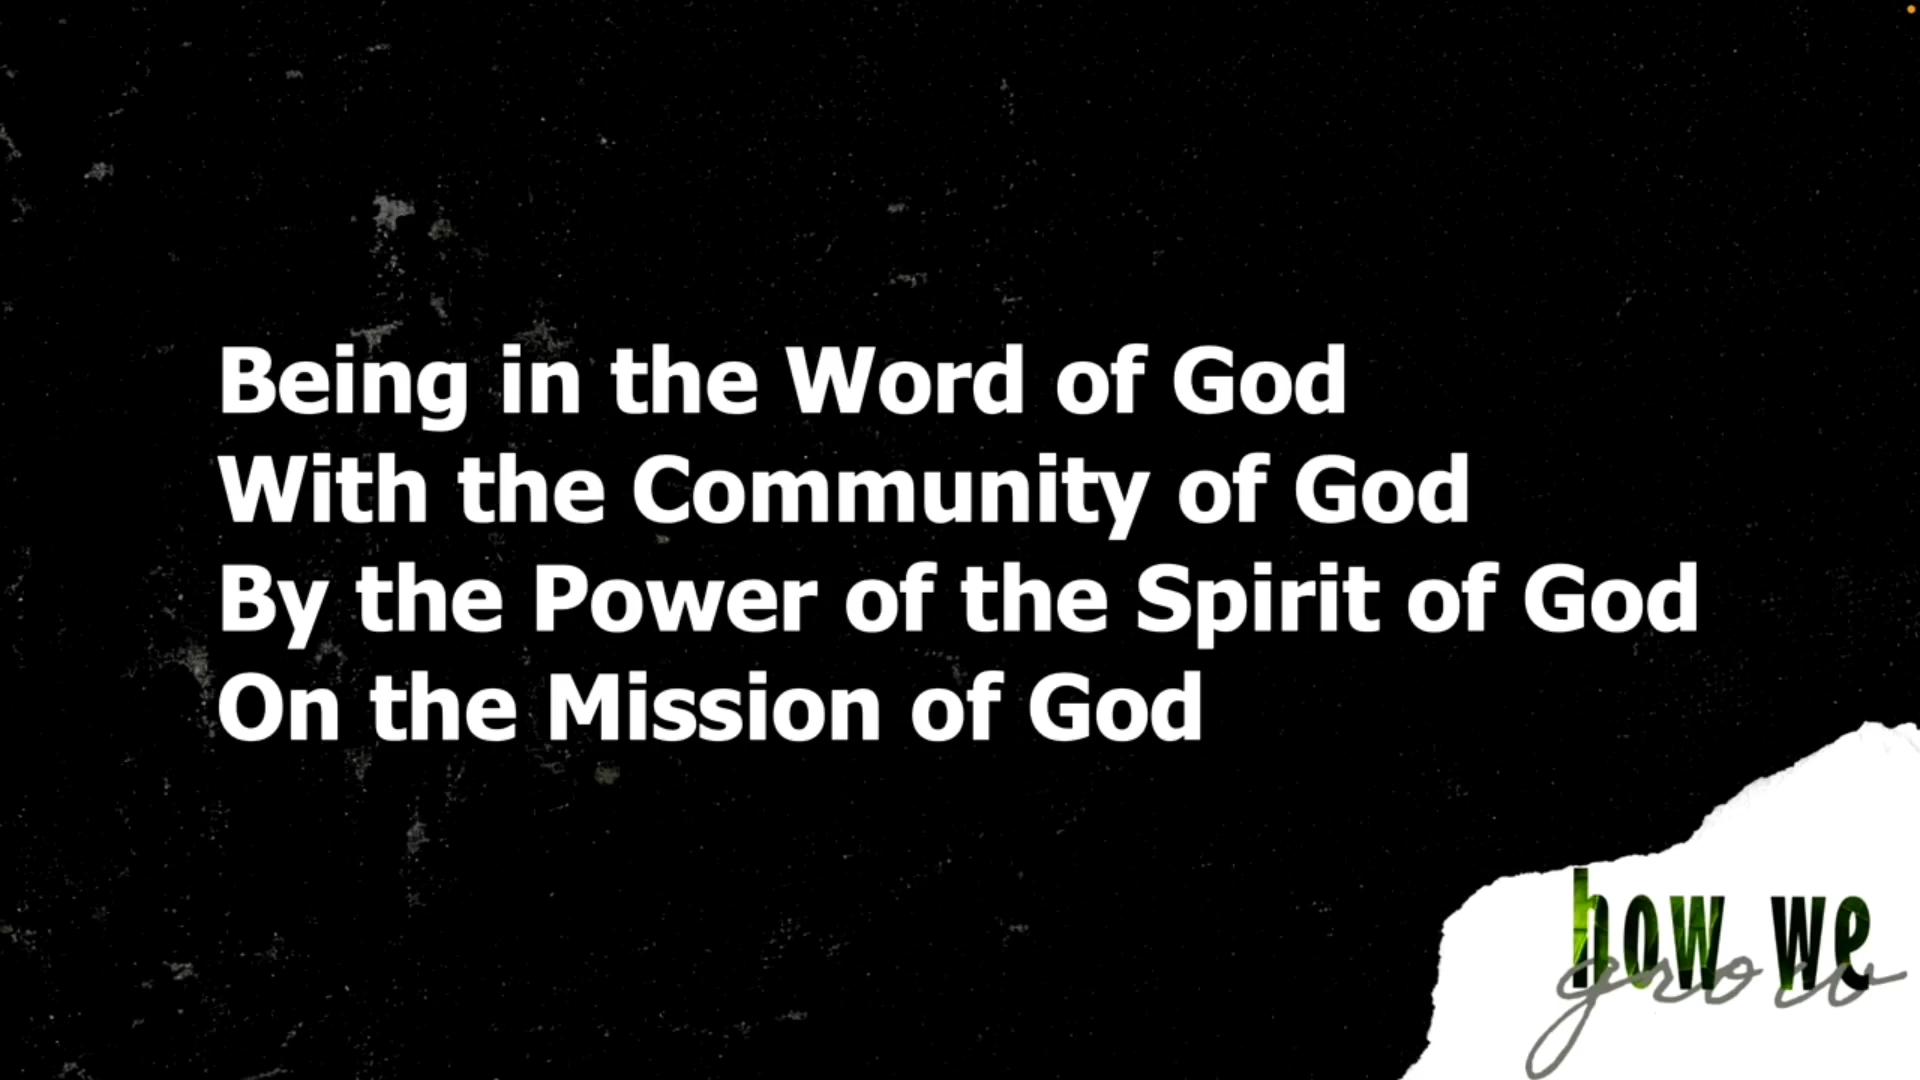 Being in the Word of God
With the Community of God
By the Power of the Spirit of God
On the Mission of God
how we
grow